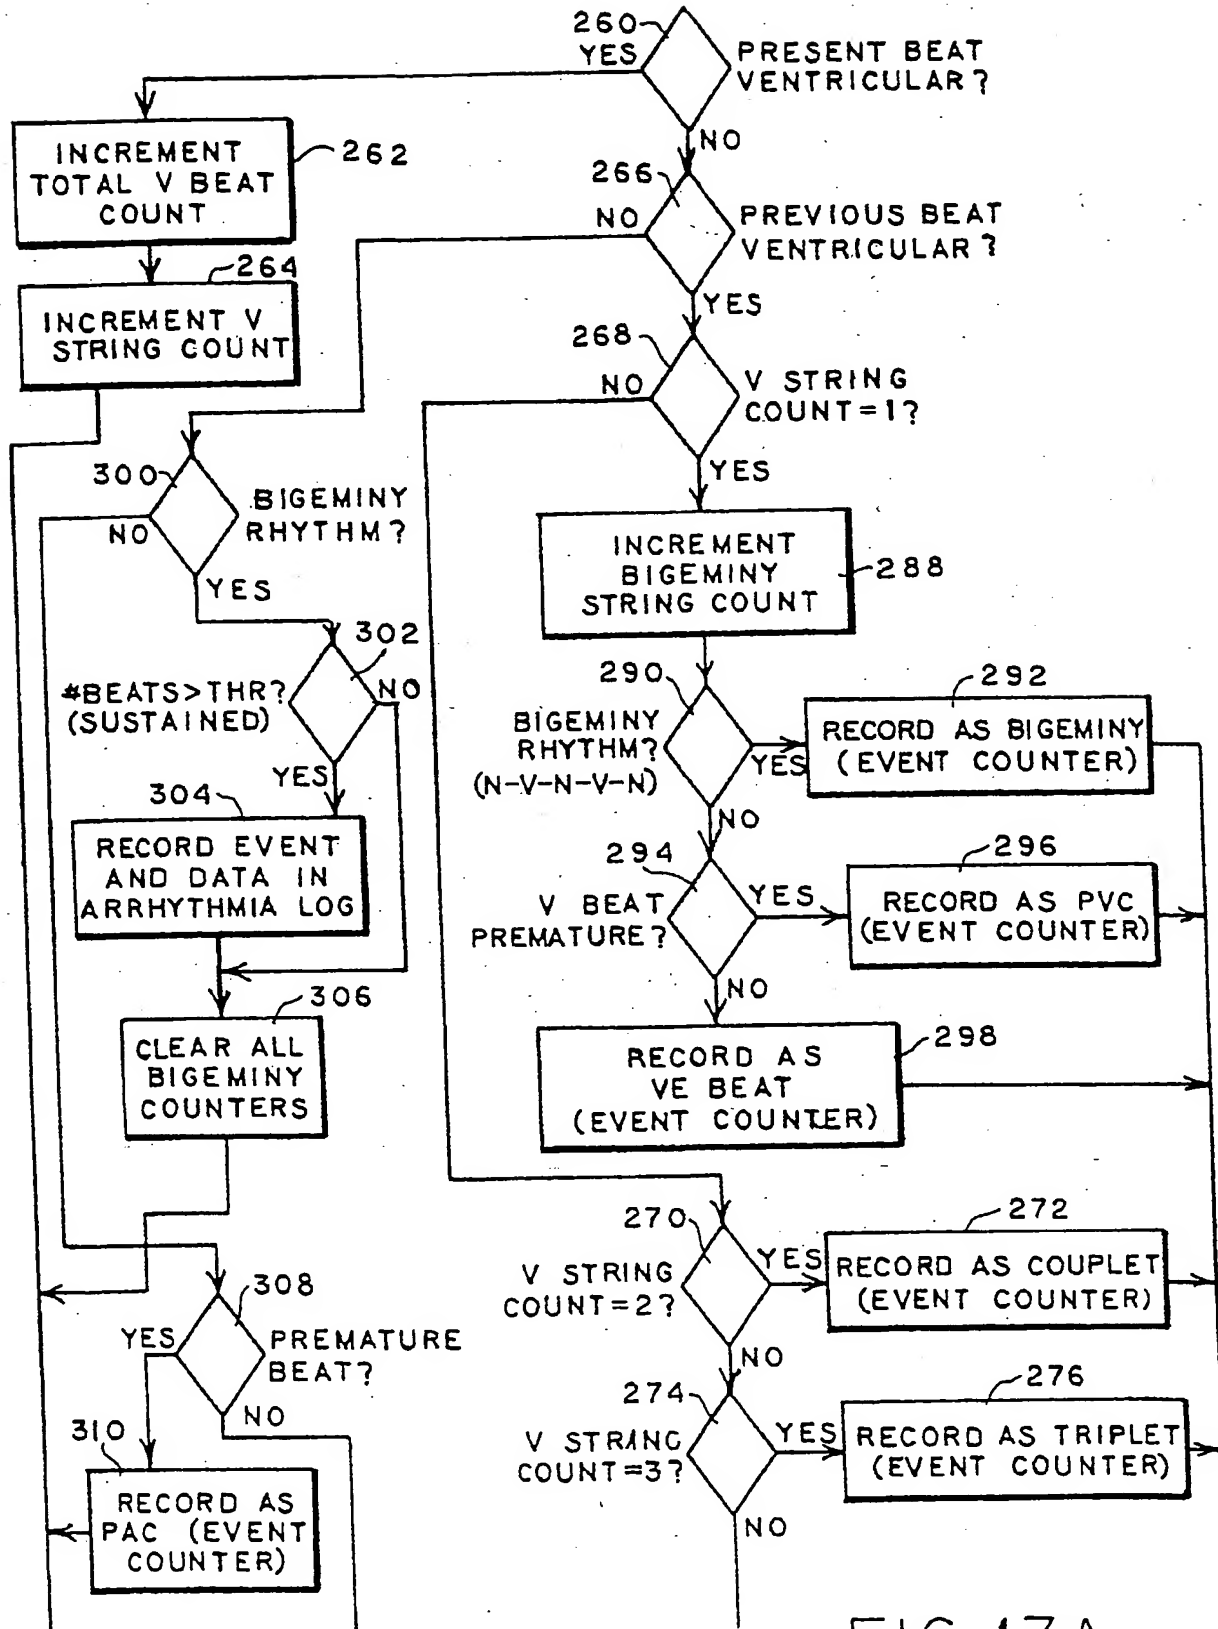 260
YES
PRESENT BEAT
VENTRICULAR?
NO
INCREMENT
TOTAL V BEAT
COUNT
262
266
NO
PREVIOUS BEAT
VENTRICULAR?
YES
264
INCREMENT V
STRING COUNT
268
NO
V STRING
COUNT=1?
YES
300
NO
BIGEMINY
RHYTHM?
YES
INCREMENT
BIGEMINY
STRING COUNT
288
302
#BEATS>THR?
(SUSTAINED)
NO
YES
290
BIGEMINY
RHYTHM?
(N-V-N-V-N)
YES
NO
292
RECORD AS BIGEMINY
(EVENT COUNTER)
304
RECORD EVENT
AND DATA IN
ARRHYTHMIA LOG
294
V BEAT
PREMATURE?
YES
NO
296
RECORD AS PVC
(EVENT COUNTER)
306
CLEAR ALL
BIGEMINY
COUNTERS
RECORD AS
VE BEAT
(EVENT COUNTER)
298
270
V STRING
COUNT=2?
YES
NO
272
RECORD AS COUPLET
(EVENT COUNTER)
308
YES
PREMATURE
BEAT?
NO
274
V STRING
COUNT=3?
YES
NO
276
RECORD AS TRIPLET
(EVENT COUNTER)
310
RECORD AS
PAC (EVENT
COUNTER)
FIG. 17A